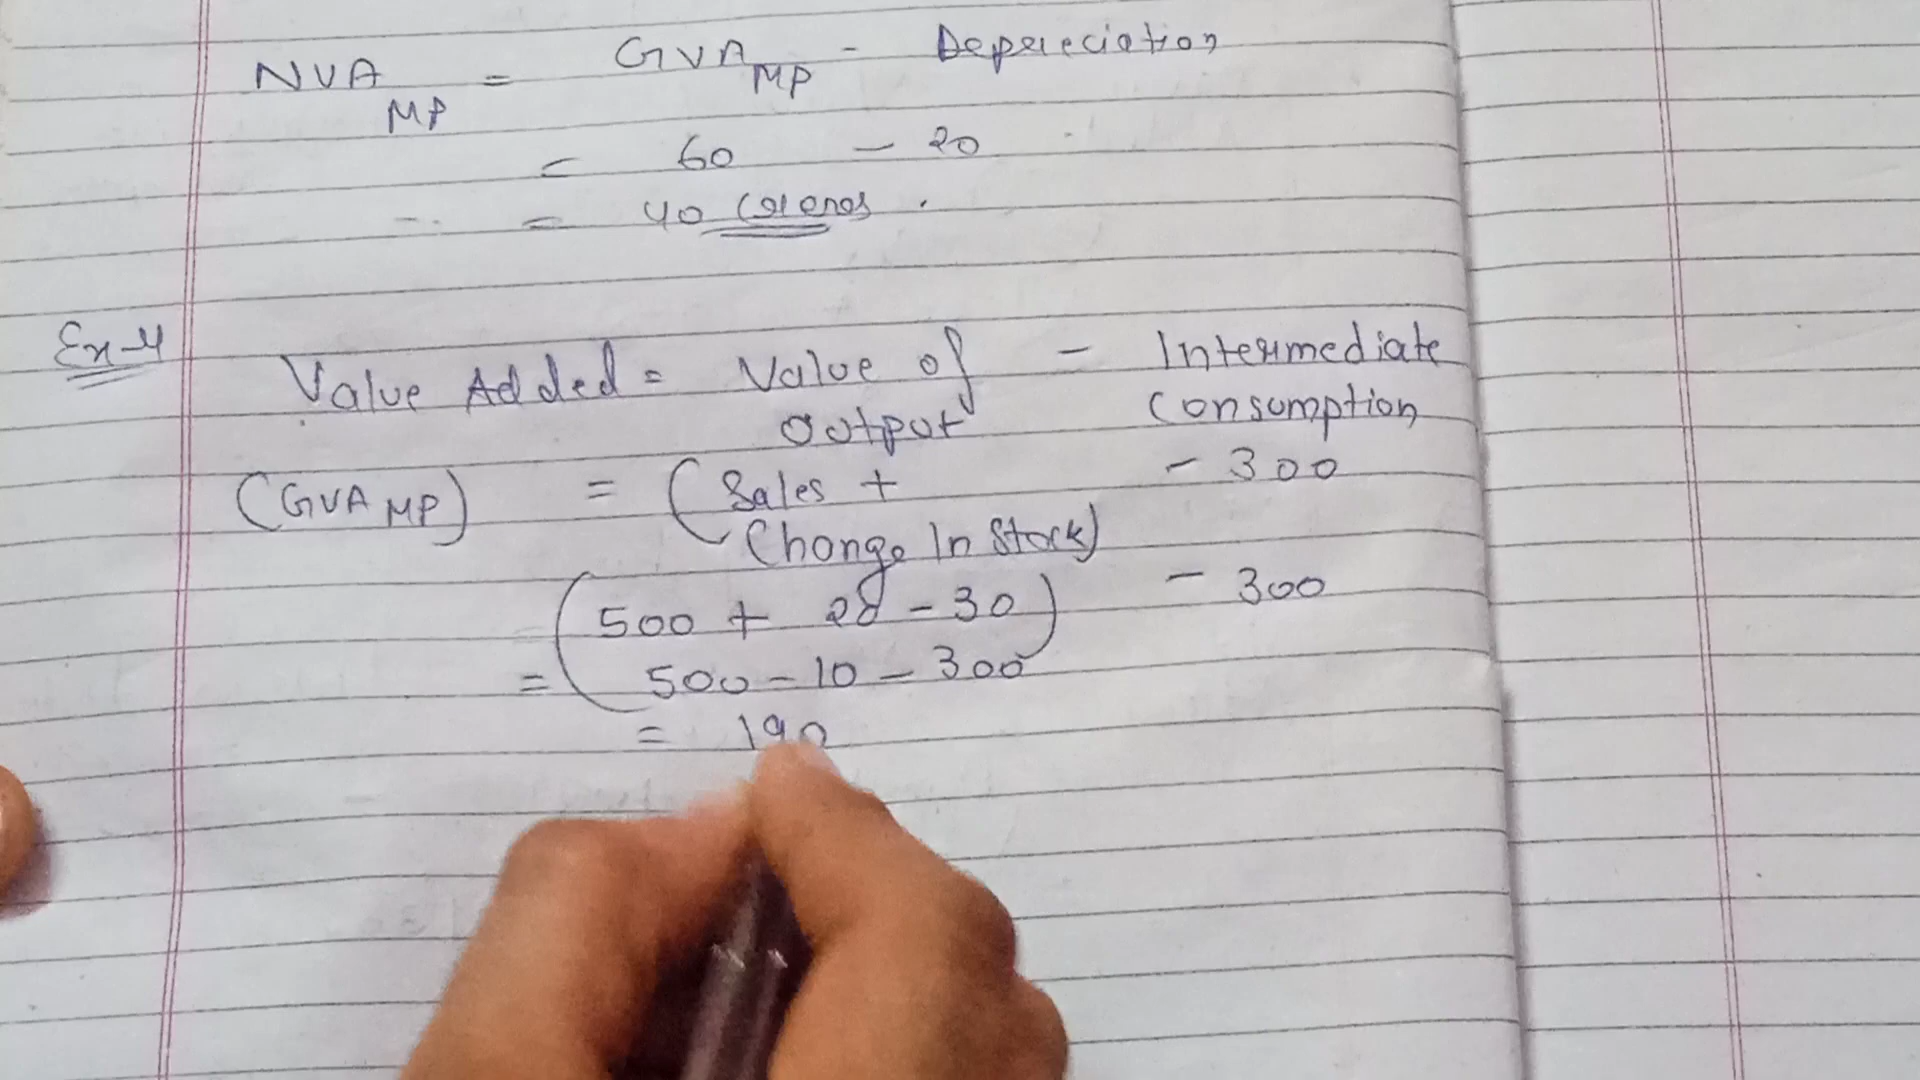 NVA MP = GVA MP - Depreciation
= 60 - 20
= 40 Crores.
Ex-4
Value Added = Value of output - Intermediate Consumption
(GVA MP) = (Sales + Change In Stock) - 300
(500 + 20 - 30) - 300
= 500 - 10 - 300
= 190